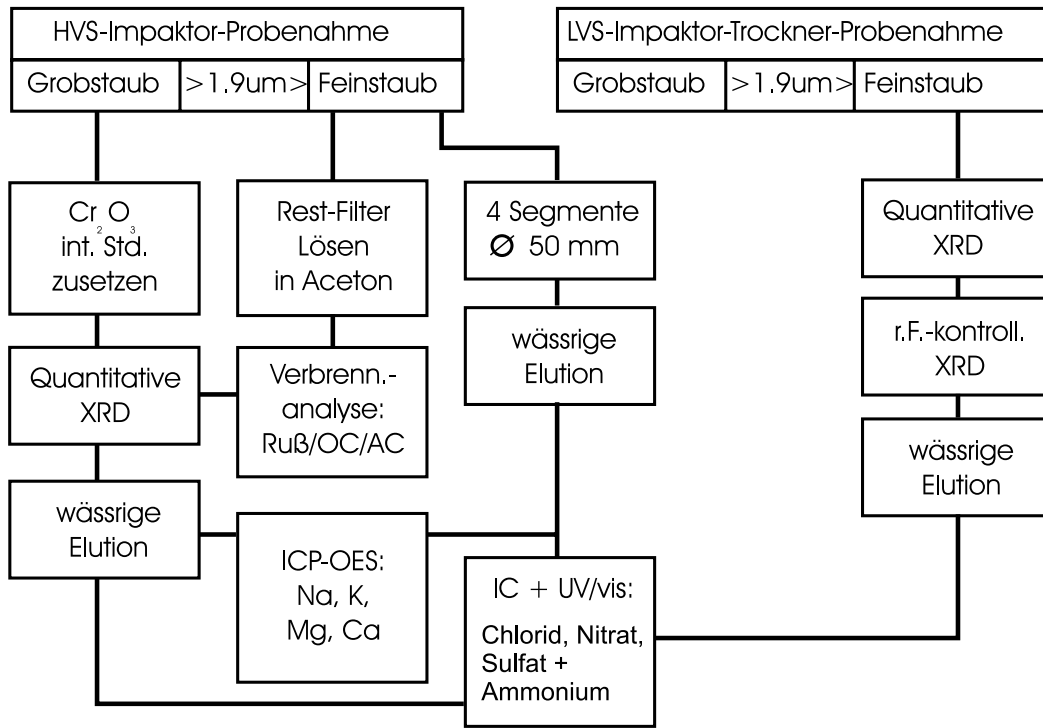 HVS-Impaktor-Probenahme
Grobstaub >1.9um> Feinstaub
LVS-Impaktor-Trockner-Probenahme
Grobstaub >1.9um> Feinstaub
Cr₂O₃
int. Std.
zusetzen
Rest-Filter
Lösen
in Aceton
4 Segmente
Ø 50 mm
Quantitative
XRD
wässrige
Elution
r.F.-kontroll.
XRD
Quantitative
XRD
Verbrenn.-
analyse:
Ruß/OC/AC
wässrige
Elution
wässrige
Elution
ICP-OES:
Na, K,
Mg, Ca
IC + UV/vis:
Chlorid, Nitrat,
Sulfat +
Ammonium